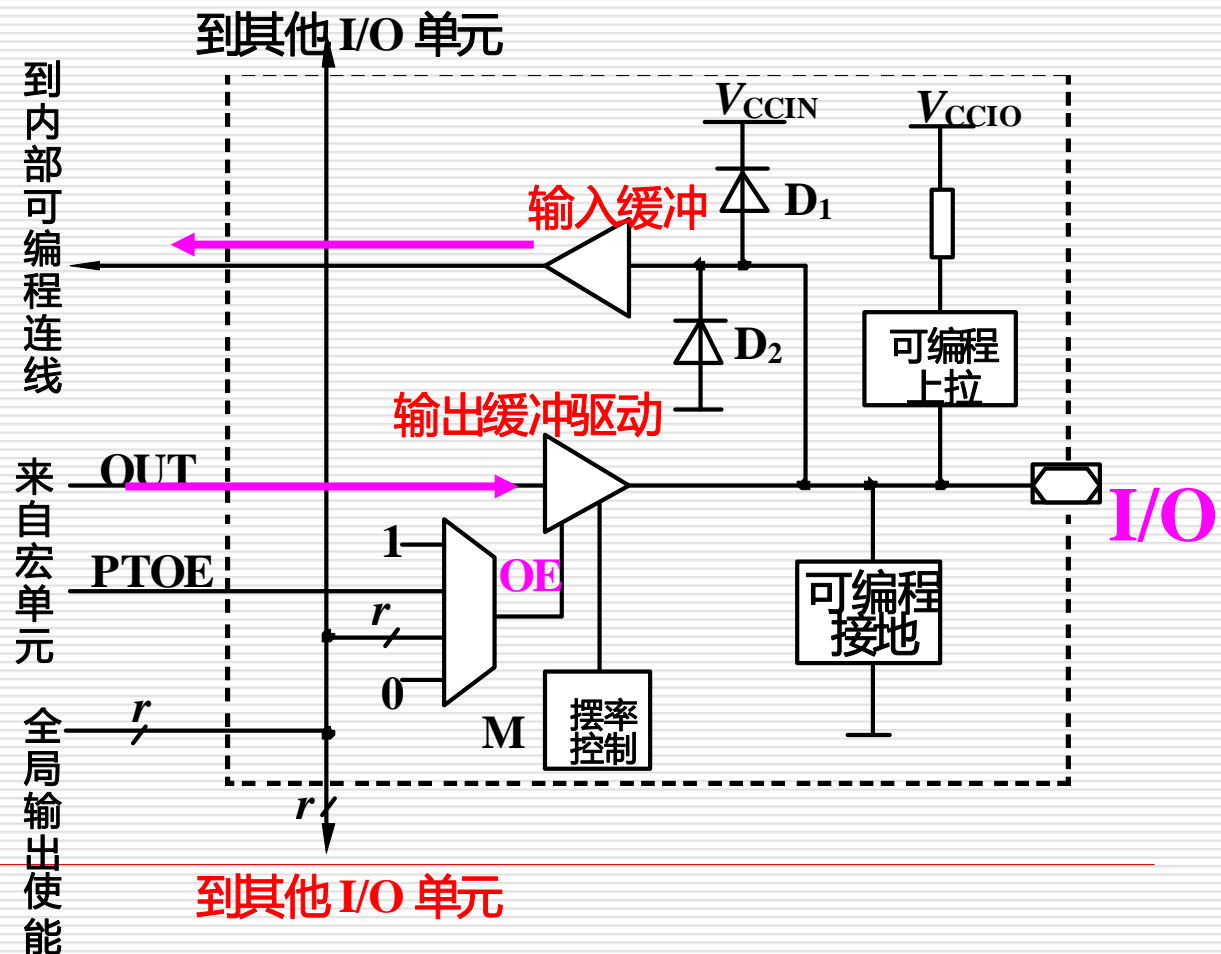 到其他 I/O 单元
到内部可编程连线
VCCIN
VCCIO
输入缓冲
D1
D2
可编程
上拉
输出缓冲驱动
来自宏单元
OUT
I/O
1
PTOE
OE
r
可编程
接地
0
M
摆率
控制
全局输出使能
r
r
到其他 I/O 单元